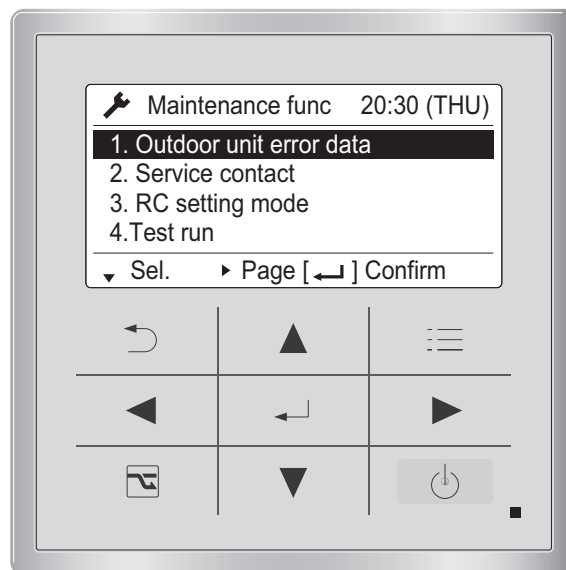 Maintenance func 20:30 (THU)
1. Outdoor unit error data
2. Service contact
3. RC setting mode
4.Test run
Sel. Page [ ] Confirm